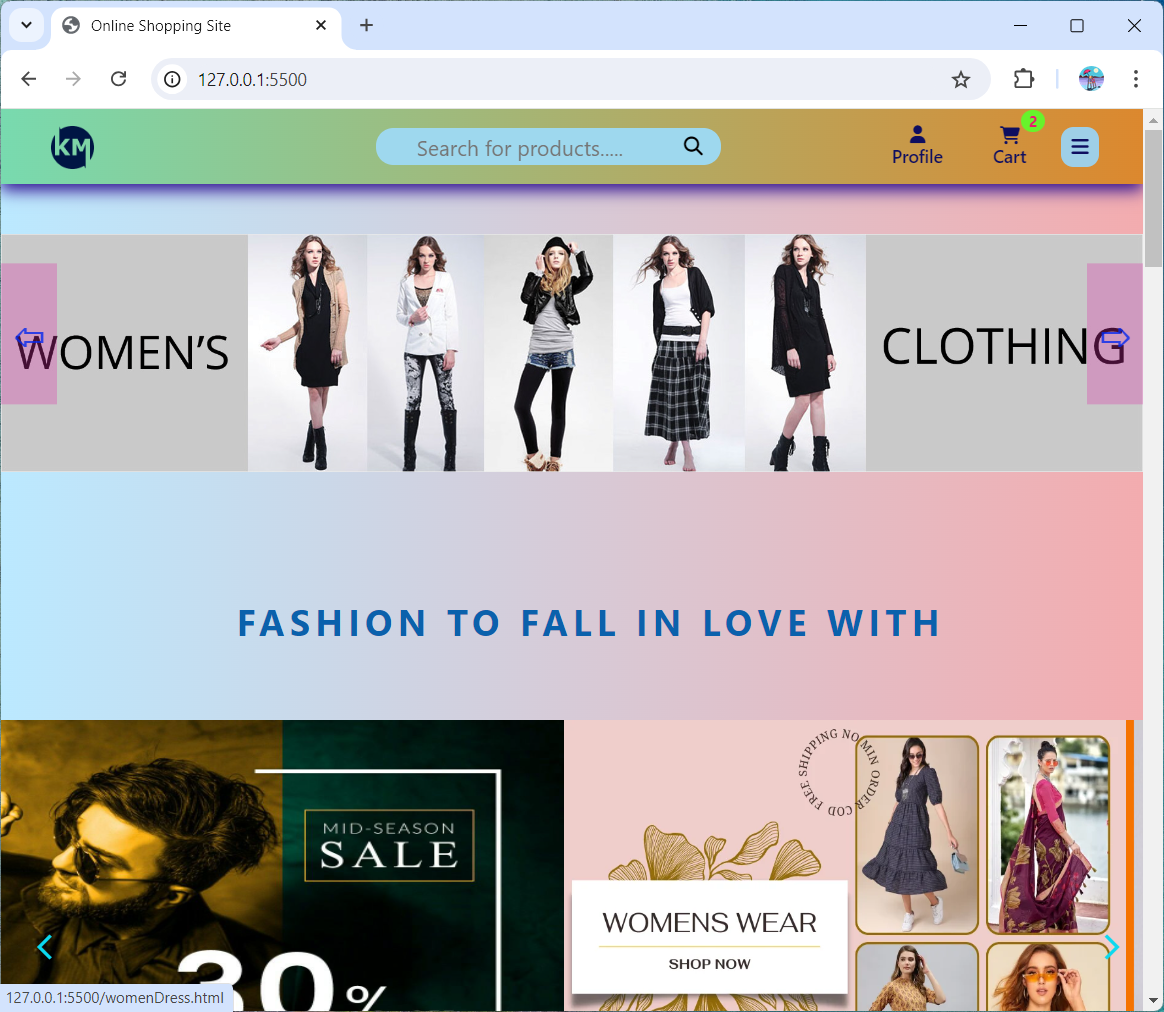 Online Shopping Site
127.0.0.1:5500
KM
Search for products.....
Profile
Cart
2
WOMEN’S
CLOTHING
FASHION TO FALL IN LOVE WITH
MID-SEASON
SALE
30%
FREE SHIPPING NO MIN ORDER COD
WOMENS WEAR
SHOP NOW
127.0.0.1:5500/womenDress.html